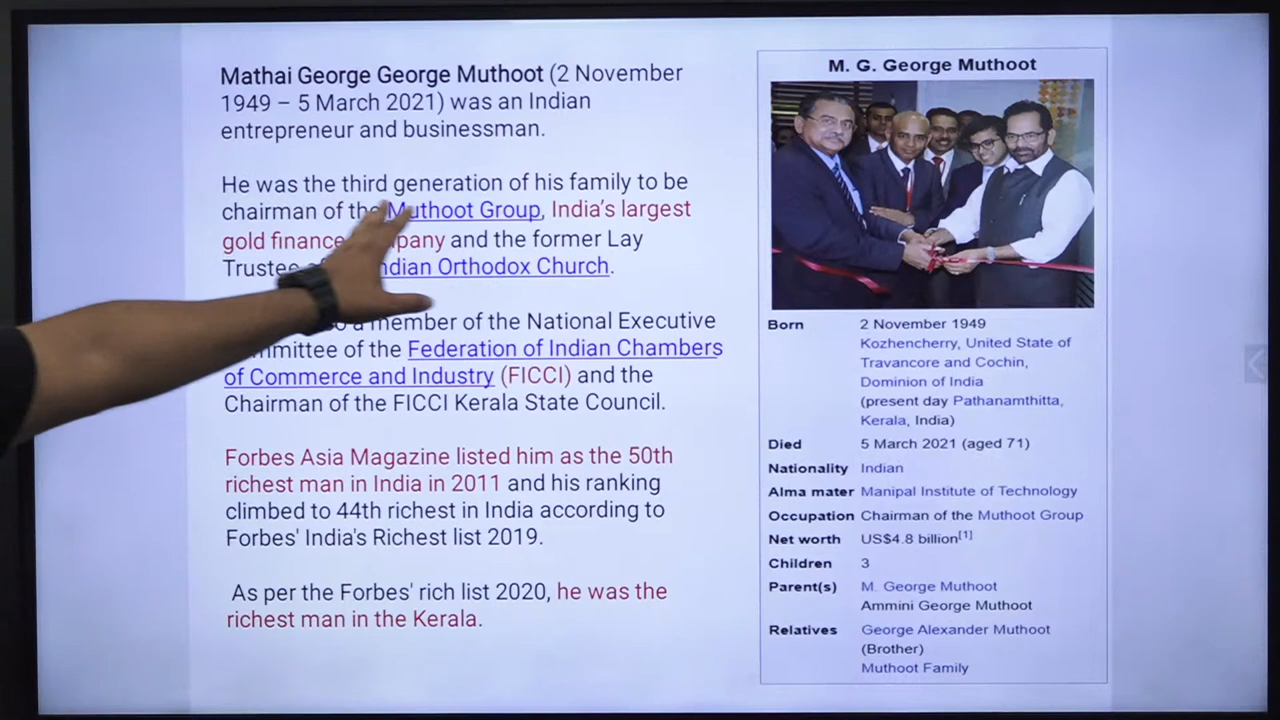 Mathai George George Muthoot (2 November
1949 – 5 March 2021) was an Indian
entrepreneur and businessman.
He was the third generation of his family to be
chairman of the Muthoot Group, India's largest
gold finance pany and the former Lay
Trustee ndian Orthodox Church.
a member of the National Executive
mmittee of the Federation of Indian Chambers
of Commerce and Industry (FICCI) and the
Chairman of the FICCI Kerala State Council.
Forbes Asia Magazine listed him as the 50th
richest man in India in 2011 and his ranking
climbed to 44th richest in India according to
Forbes' India's Richest list 2019.
As per the Forbes' rich list 2020, he was the
richest man in the Kerala.
M. G. George Muthoot
Born 2 November 1949
Kozhencherry, United State of
Travancore and Cochin,
Dominion of India
(present day Pathanamthitta,
Kerala, India)
Died 5 March 2021 (aged 71)
Nationality Indian
Alma mater Manipal Institute of Technology
Occupation Chairman of the Muthoot Group
Net worth US$4.8 billion[1]
Children 3
Parent(s) M. George Muthoot
Ammini George Muthoot
Relatives George Alexander Muthoot
(Brother)
Muthoot Family